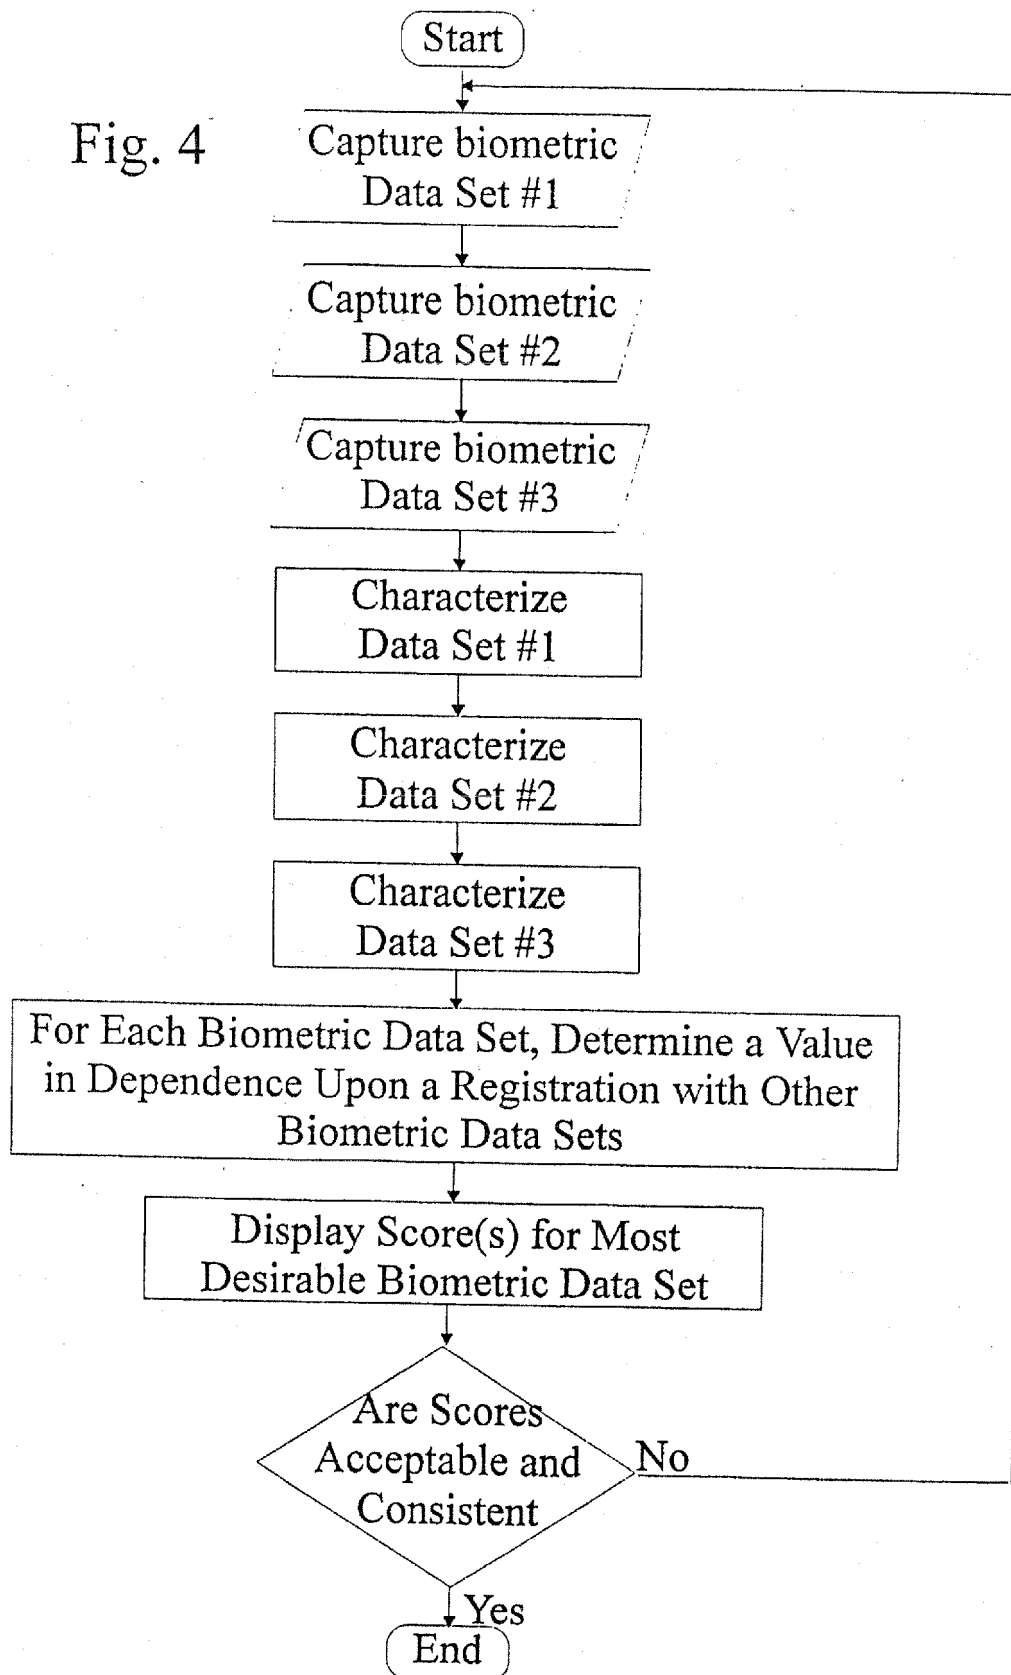 Start
Fig. 4
Capture biometric
Data Set #1
Capture biometric
Data Set #2
Capture biometric
Data Set #3
Characterize
Data Set #1
Characterize
Data Set #2
Characterize
Data Set #3
For Each Biometric Data Set, Determine a Value
in Dependence Upon a Registration with Other
Biometric Data Sets
Display Score(s) for Most
Desirable Biometric Data Set
Are Scores
Acceptable and
Consistent
No
Yes
End